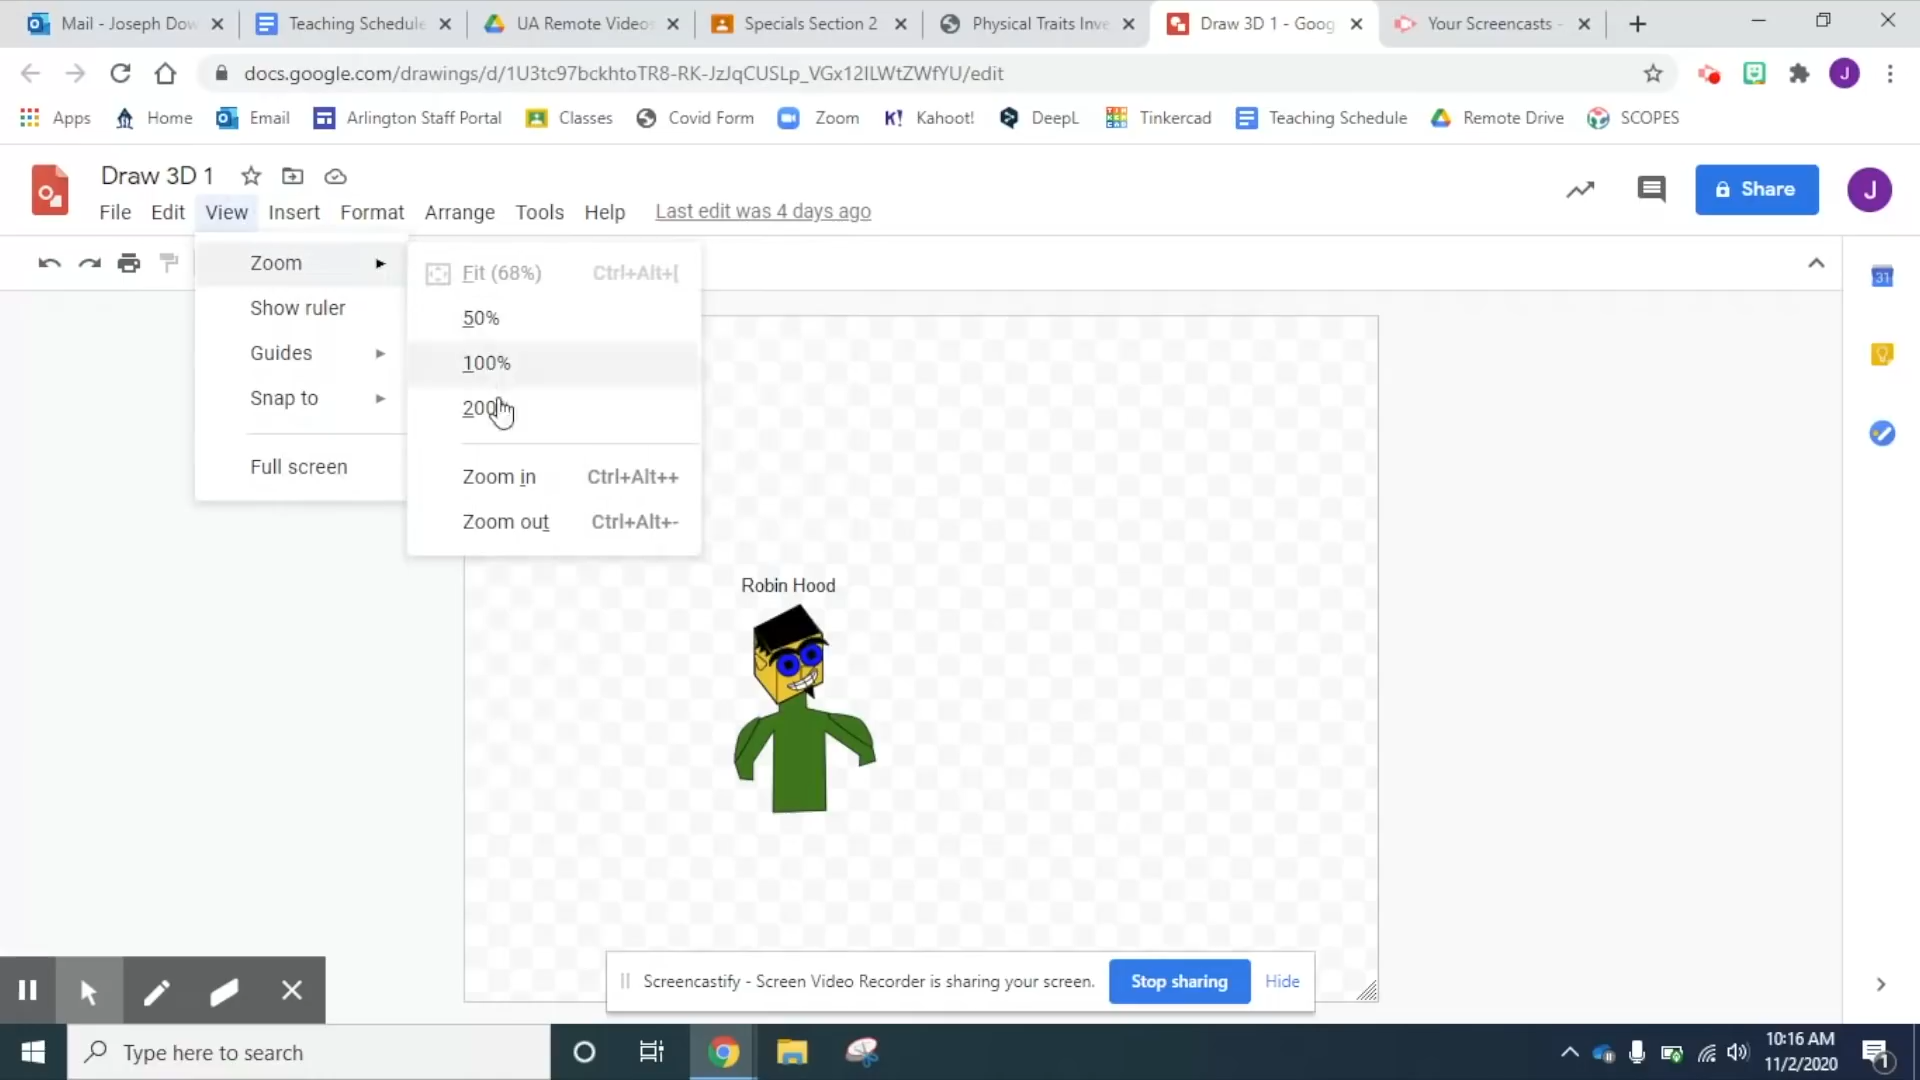 Mail - Joseph Dow
Teaching Schedule
UA Remote Videos
Specials Section 2
Physical Traits Inve
Draw 3D 1 - Goog
Your Screencasts -
docs.google.com/drawings/d/1U3tc97bckhtoTR8-RK-JzJqCUSLp_VGx12ILWtZWfYU/edit
J
Apps
Home
Email
Arlington Staff Portal
Classes
Covid Form
Zoom
K! Kahoot!
DeepL
Tinkercad
Teaching Schedule
Remote Drive
SCOPES
Draw 3D 1
Share
J
File Edit View Insert Format Arrange Tools Help Last edit was 4 days ago
Zoom
Show ruler
Guides
Snap to
Full screen
Fit (68%) Ctrl+Alt+[
50%
100%
200
Zoom in Ctrl+Alt++
Zoom out Ctrl+Alt+-
31
Robin Hood
Screencastify - Screen Video Recorder is sharing your screen.
Stop sharing
Hide
Type here to search
10:16 AM
11/2/2020
1